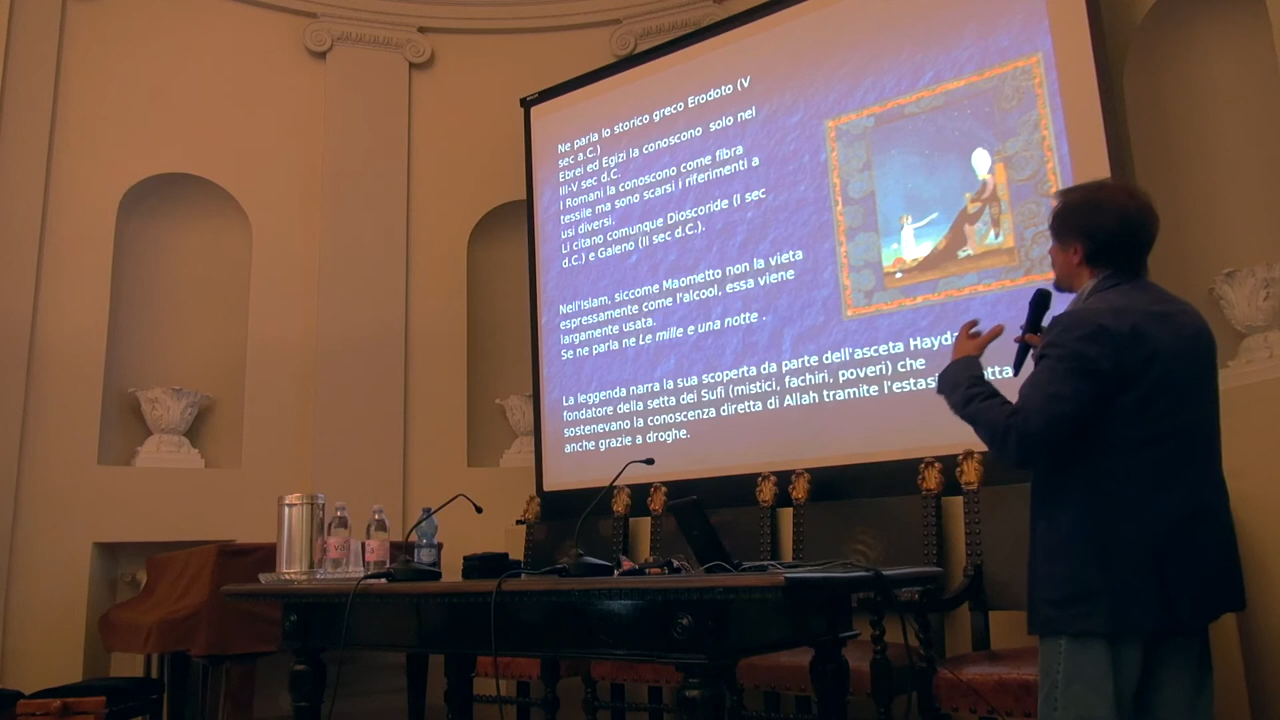 Ne parla lo storico greco Erodoto (V
sec a.C.)
Ebrei ed Egizi la conoscono solo nel
III-V sec d.C.
I Romani la conoscono come fibra
tessile ma sono scarsi i riferimenti a
usi diversi.
Li citano comunque Dioscoride (I sec
d.C.) e Galeno (II sec d.C.).
Nell'Islam, siccome Maometto non la vieta
espressamente come l'alcool, essa viene
largamente usata.
Se ne parla ne Le mille e una notte .
La leggenda narra la sua scoperta da parte dell'asceta
fondatore della setta dei Sufi (mistici, fachiri, poveri) che
sostenevano la conoscenza diretta di Allah tramite l'estasi
anche grazie a droghe.